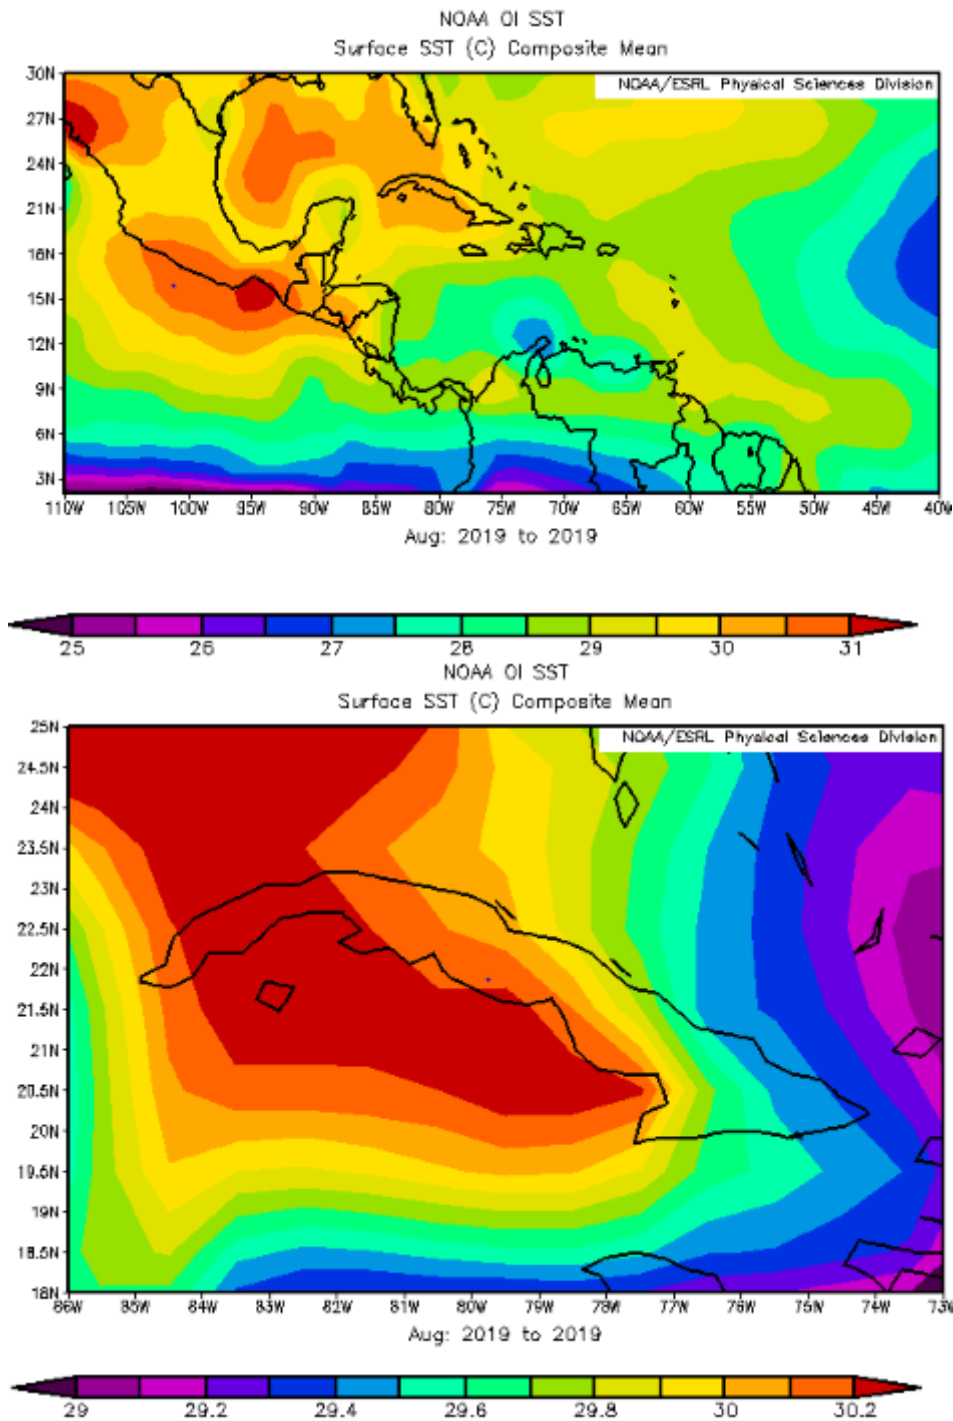 NOAA OI SST
Surface SST (C) Composite Mean
NOAA/ESRL Physical Sciences Division
30N
27N
24N
21N
18N
15N
12N
9N
6N
3N
110W 105W 100W 95W 90W 85W 80W 75W 70W 65W 60W 55W 50W 45W 40W
Aug: 2019 to 2019
25 26 27 28 29 30 31
NOAA OI SST
Surface SST (C) Composite Mean
NOAA/ESRL Physical Sciences Division
25N
24.5N
24N
23.5N
23N
22.5N
22N
21.5N
21N
20.5N
20N
19.5N
19N
18.5N
18N
86W 85W 84W 83W 82W 81W 80W 79W 78W 77W 76W 75W 74W 73W
Aug: 2019 to 2019
29 29.2 29.4 29.6 29.8 30 30.2